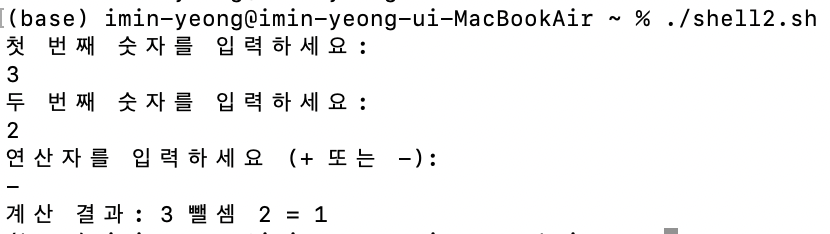 (base) imin-yeong@imin-yeong-ui-MacBookAir ~ % ./shell2.sh
첫 번째 숫자를 입력하세요:
3
두 번째 숫자를 입력하세요:
2
연산자를 입력하세요 (+ 또는 -):
-
계산 결과: 3 뺄셈 2 = 1